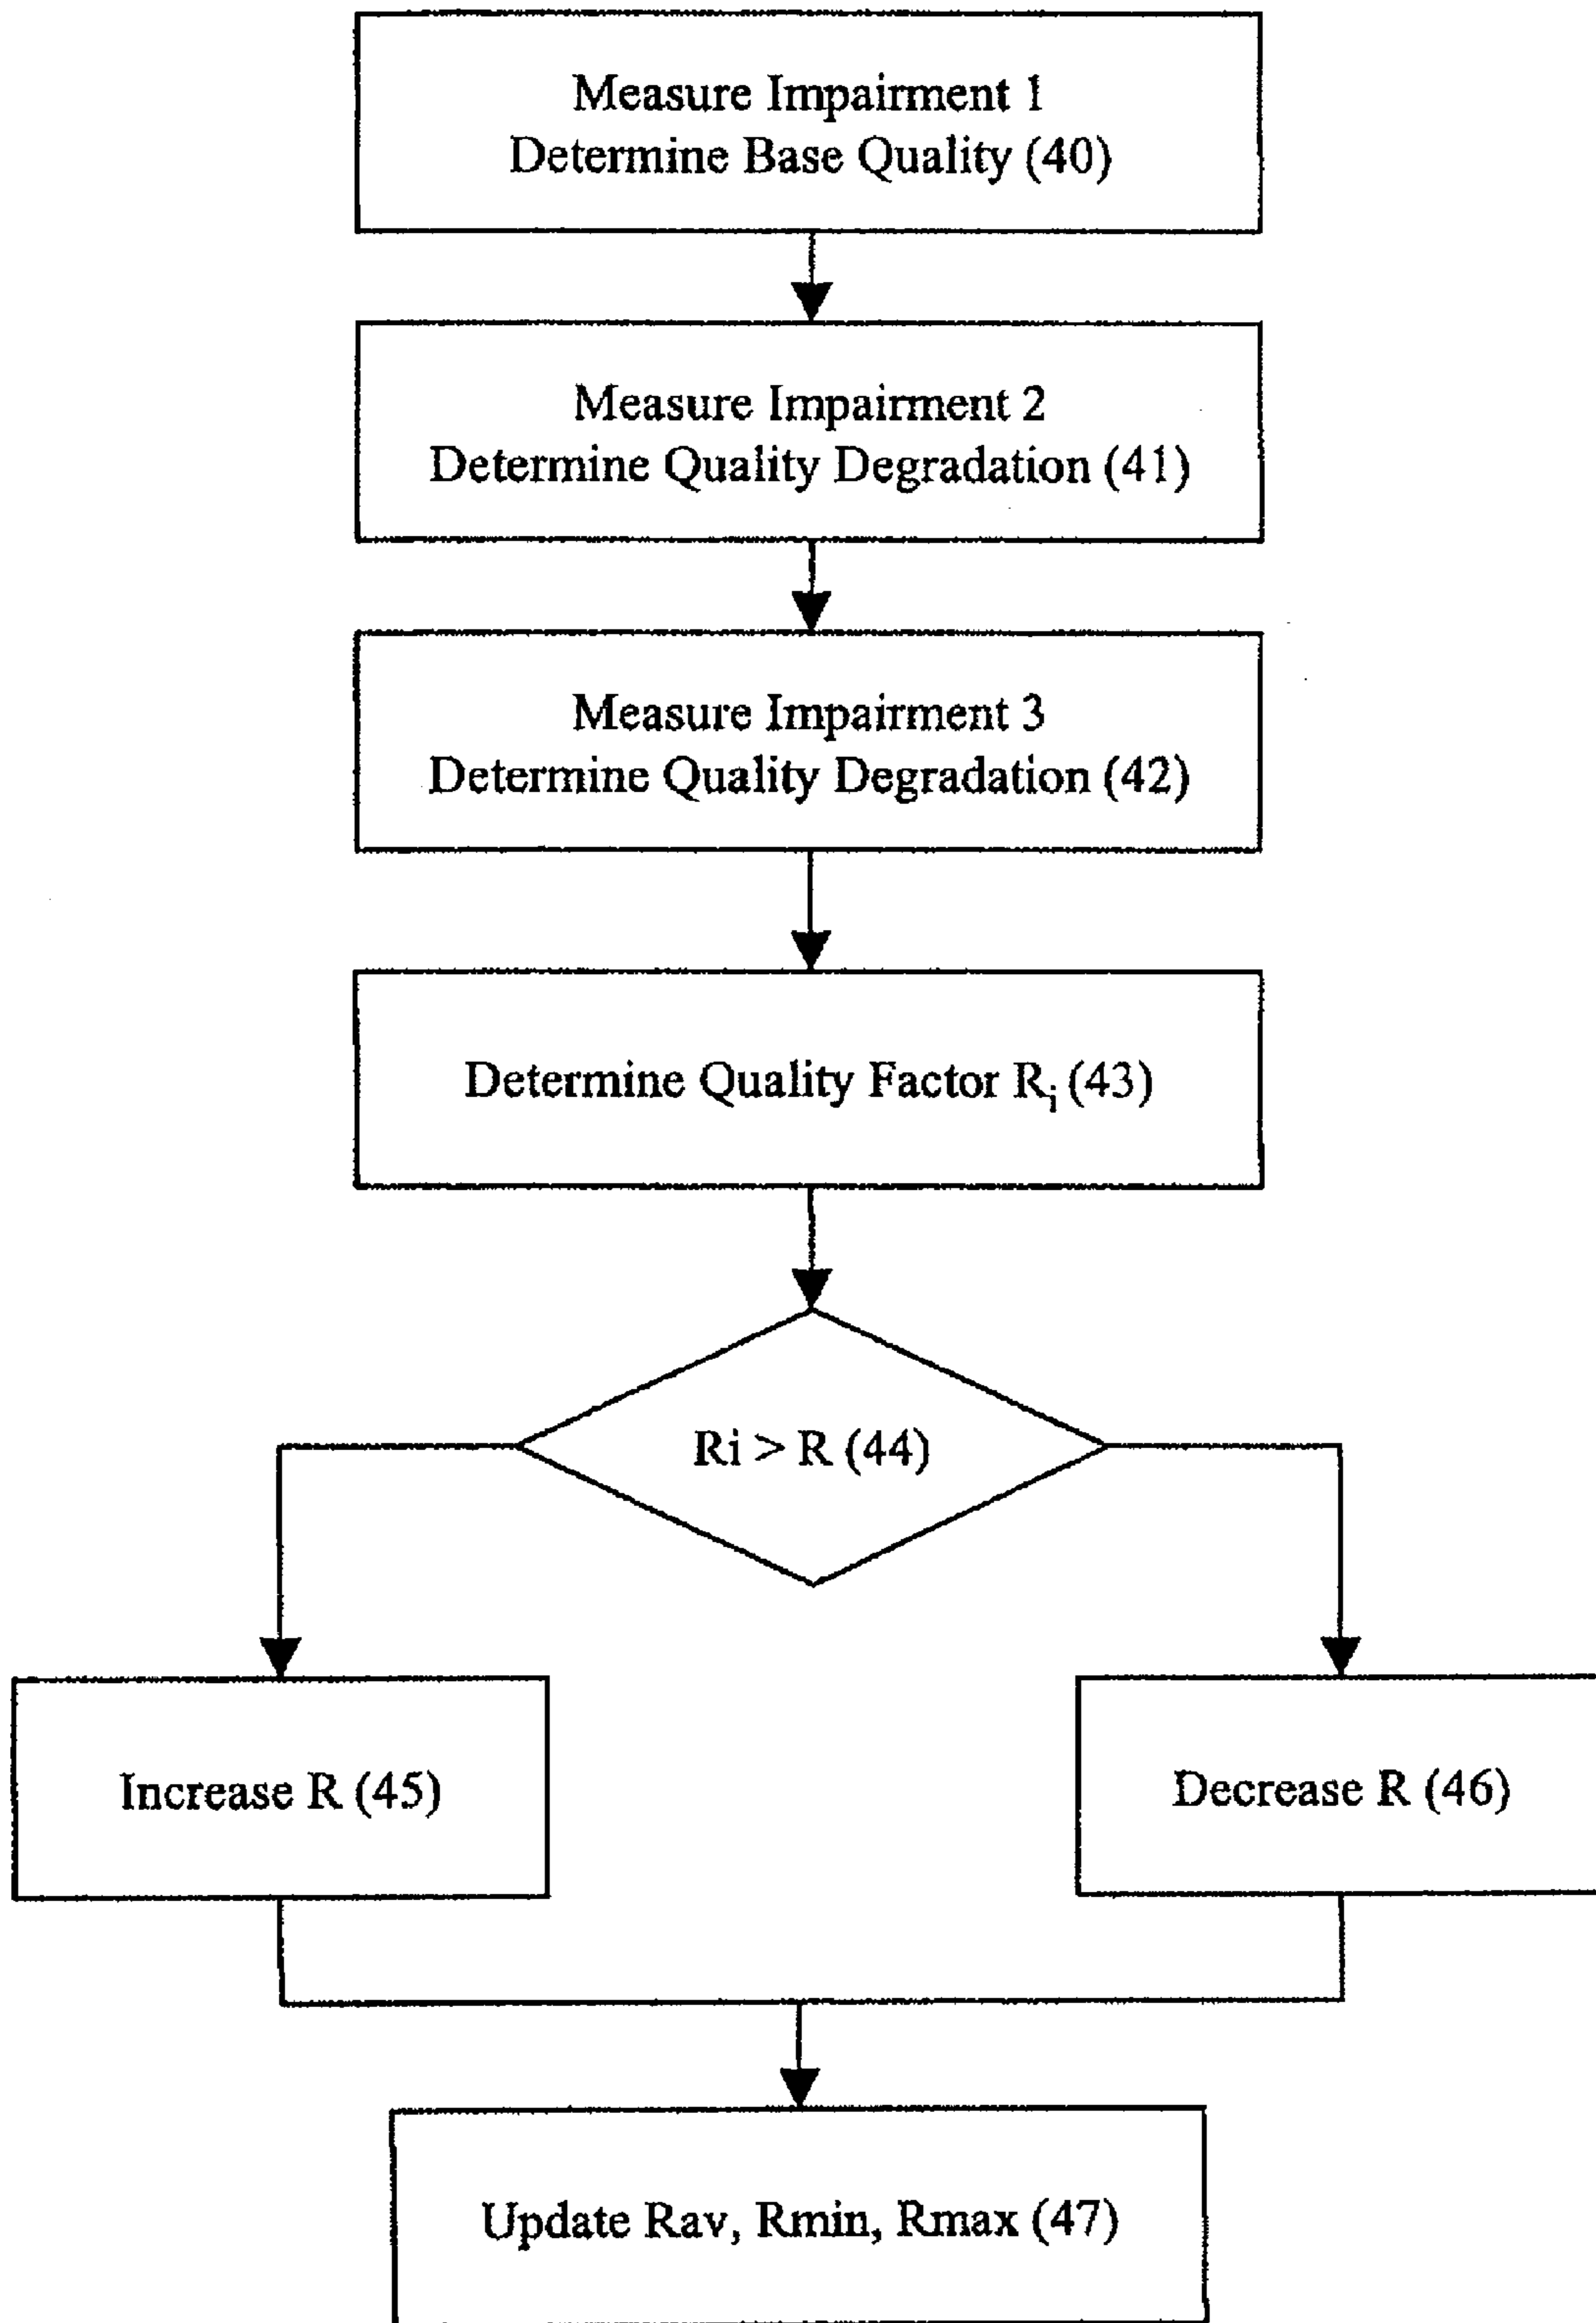 Measure Impairment 1
Determine Base Quality (40)
Measure Impairment 2
Determine Quality Degradation (41)
Measure Impairment 3
Determine Quality Degradation (42)
Determine Quality Factor Ri (43)
Ri > R (44)
Increase R (45)
Decrease R (46)
Update Rav, Rmin, Rmax (47)